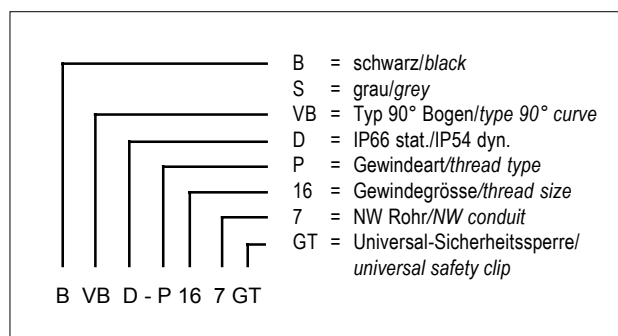 B = schwarz/black
S = grau/grey
VB = Typ 90° Bogen/type 90° curve
D = IP66 stat./IP54 dyn.
P = Gewindeart/thread type
16 = Gewindegrösse/thread size
7 = NW Rohr/NW conduit
GT = Universal-Sicherheitssperre/
universal safety clip
B VB D - P 16 7 GT